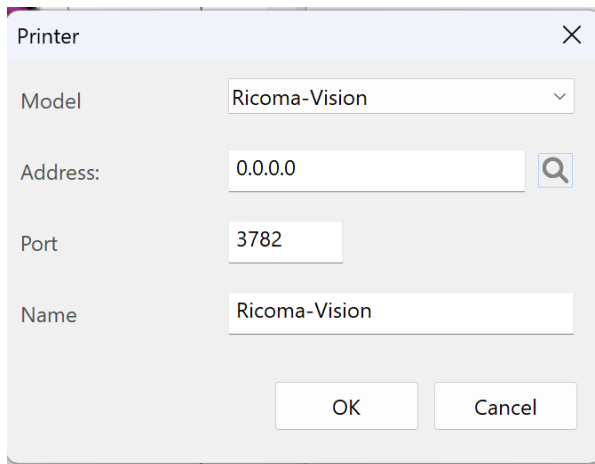 Printer
Model Ricoma-Vision
Address: 0.0.0.0
Port 3782
Name Ricoma-Vision
OK Cancel